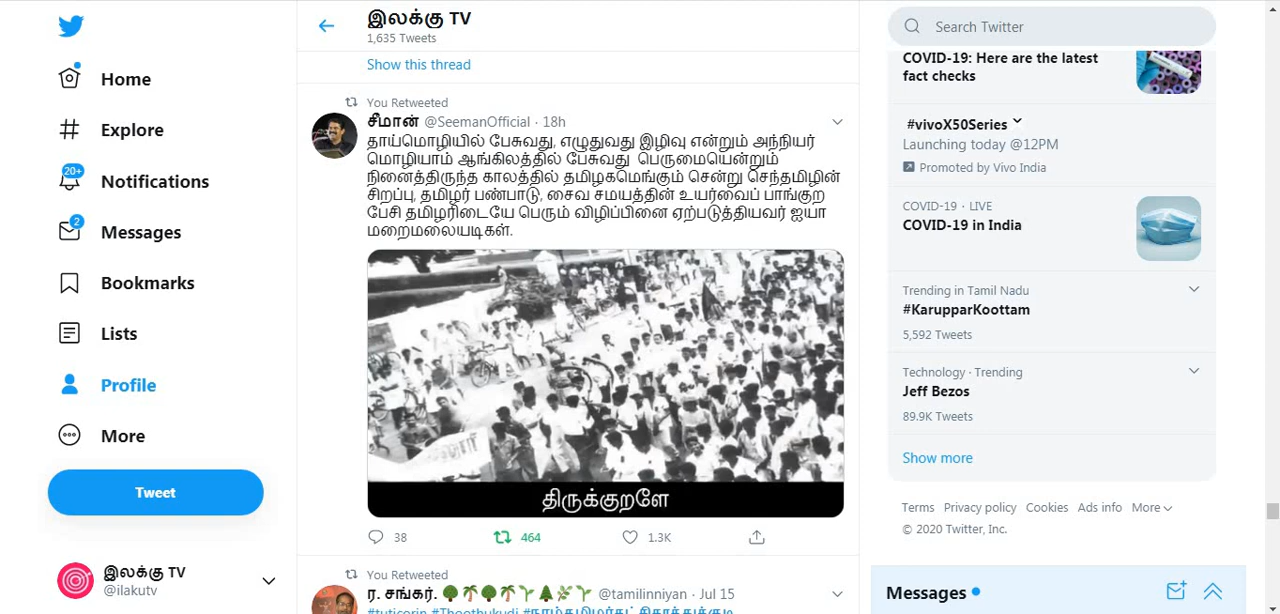 Home
Explore
20+
Notifications
2
Messages
Bookmarks
Lists
Profile
More
Tweet
இலக்கு TV
@ilakutv
இலக்கு TV
1,635 Tweets
Show this thread
You Retweeted
சீமான் @SeemanOfficial · 18h
தாய்மொழியில் பேசுவது, எழுதுவது இழிவு என்றும் அந்நியர்
மொழியாம் ஆங்கிலத்தில் பேசுவது பெருமையென்றும்
நினைத்திருந்த காலத்தில் தமிழகமெங்கும் சென்று செந்தமிழின்
சிறப்பு, தமிழர் பண்பாடு, சைவ சமயத்தின் உயர்வைப் பாங்குற
பேசி தமிழரிடையே பெரும் விழிப்பினை ஏற்படுத்தியவர் ஐயா
மறைமலையடிகள்.
திருக்குறளே
38
464
1.3K
You Retweeted
ர. சங்கர். @tamilinniyan · Jul 15
#tuticorin #Thoothukudi
Search Twitter
COVID-19: Here are the latest
fact checks
#vivoX50Series
Launching today @12PM
Promoted by Vivo India
COVID-19 · LIVE
COVID-19 in India
Trending in Tamil Nadu
#KarupparKoottam
5,592 Tweets
Technology · Trending
Jeff Bezos
89.9K Tweets
Show more
Terms Privacy policy Cookies Ads info More
© 2020 Twitter, Inc.
Messages